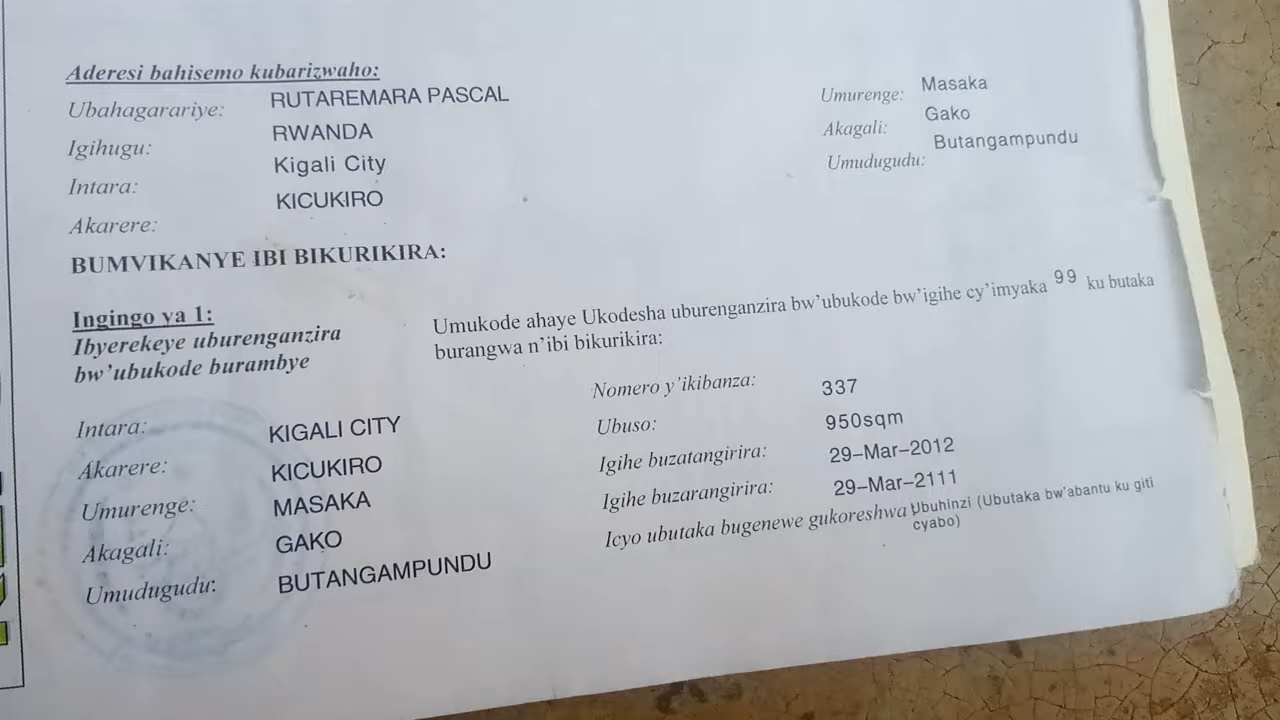 Aderesi bahisemo kubarizwaho:
Ubahagarariye: RUTAREMARA PASCAL Umurenge: Masaka
Igihugu: RWANDA Akagali: Gako
Intara: Kigali City Umudugudu: Butangampundu
Akarere: KICUKIRO
BUMVIKANYE IBI BIKURIKIRA:
Ingingo ya 1:
Ibyerekeye uburenganzira
bw'ubukode burambye
Umukode ahaye Ukodesha uburenganzira bw'ubukode bw'igihe cy'imyaka 99 ku butaka
burangwa n'ibi bikurikira:
Intara: KIGALI CITY
Akarere: KICUKIRO
Umurenge: MASAKA
Akagali: GAKO
Umudugudu: BUTANGAMPUNDU
Nomero y'ikibanza: 337
Ubuso: 950sqm
Igihe buzatangirira: 29-Mar-2012
Igihe buzarangirira: 29-Mar-2111
Icyo ubutaka bugenewe gukoreshwa Ubuhinzi (Ubutaka bw'abantu ku giti
cyabo)